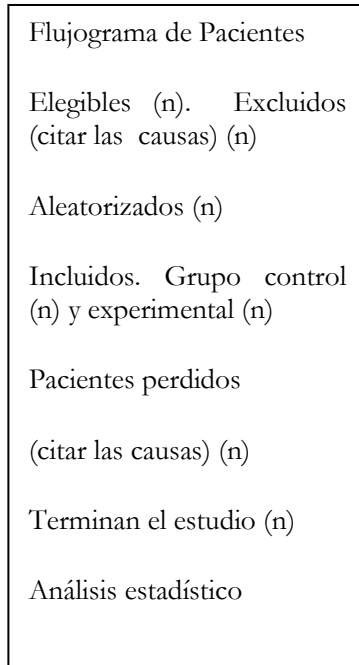 Flujograma de Pacientes
Elegibles (n). Excluidos
(citar las causas) (n)
Aleatorizados (n)
Incluidos. Grupo control
(n) y experimental (n)
Pacientes perdidos
(citar las causas) (n)
Terminan el estudio (n)
Análisis estadístico